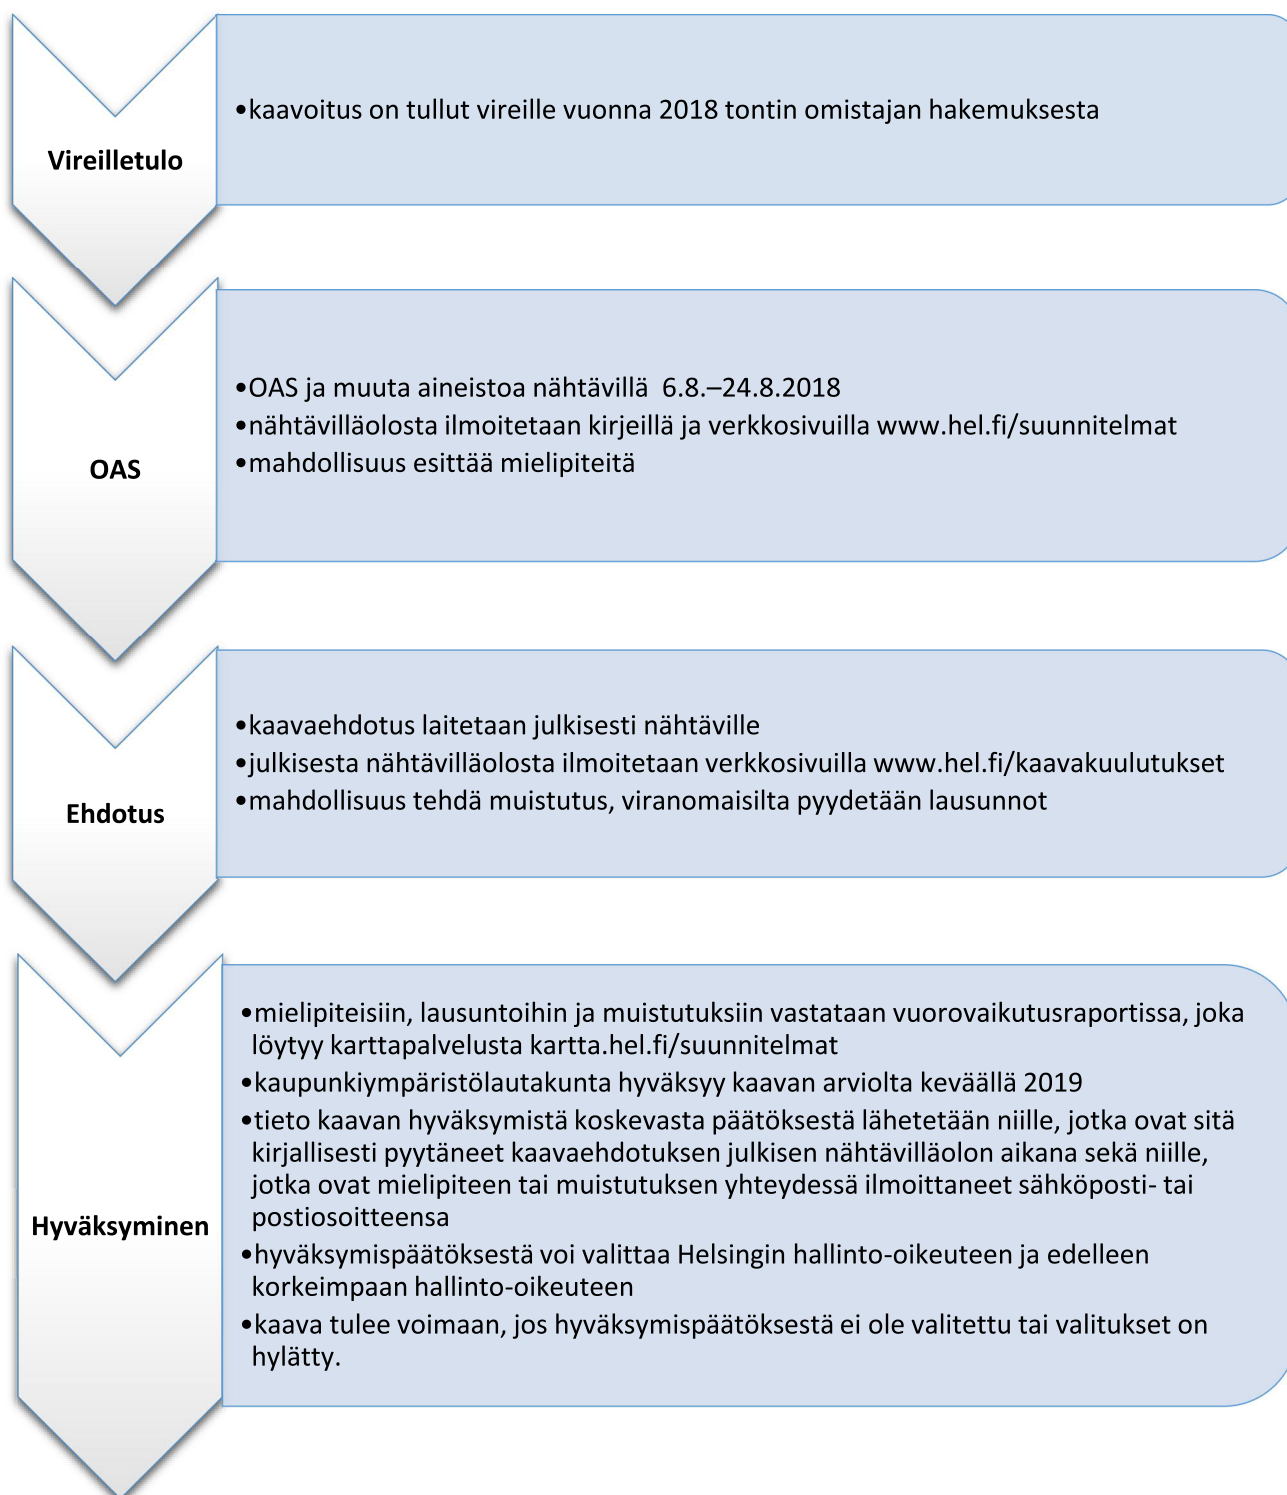 Vireilletulo
•kaavoitus on tullut vireille vuonna 2018 tontin omistajan hakemuksesta
OAS
•OAS ja muuta aineistoa nähtävillä 6.8.–24.8.2018
•nähtävilläolosta ilmoitetaan kirjeillä ja verkkosivuilla www.hel.fi/suunnitelmat
•mahdollisuus esittää mielipiteitä
Ehdotus
•kaavaehdotus laitetaan julkisesti nähtäville
•julkisesta nähtävilläolosta ilmoitetaan verkkosivuilla www.hel.fi/kaavakuulutukset
•mahdollisuus tehdä muistutus, viranomaisilta pyydetään lausunnot
Hyväksyminen
•mielipiteisiin, lausuntoihin ja muistutuksiin vastataan vuorovaikutusraportissa, joka
löytyy karttapalvelusta kartta.hel.fi/suunnitelmat
•kaupunkiympäristölautakunta hyväksyy kaavan arviolta keväällä 2019
•tieto kaavan hyväksymistä koskevasta päätöksestä lähetetään niille, jotka ovat sitä
kirjallisesti pyytäneet kaavaehdotuksen julkisen nähtävilläolon aikana sekä niille,
jotka ovat mielipiteen tai muistutuksen yhteydessä ilmoittaneet sähköposti- tai
postiosoitteensa
•hyväksymispäätöksestä voi valittaa Helsingin hallinto-oikeuteen ja edelleen
korkeimpaan hallinto-oikeuteen
•kaava tulee voimaan, jos hyväksymispäätöksestä ei ole valitettu tai valitukset on
hylätty.